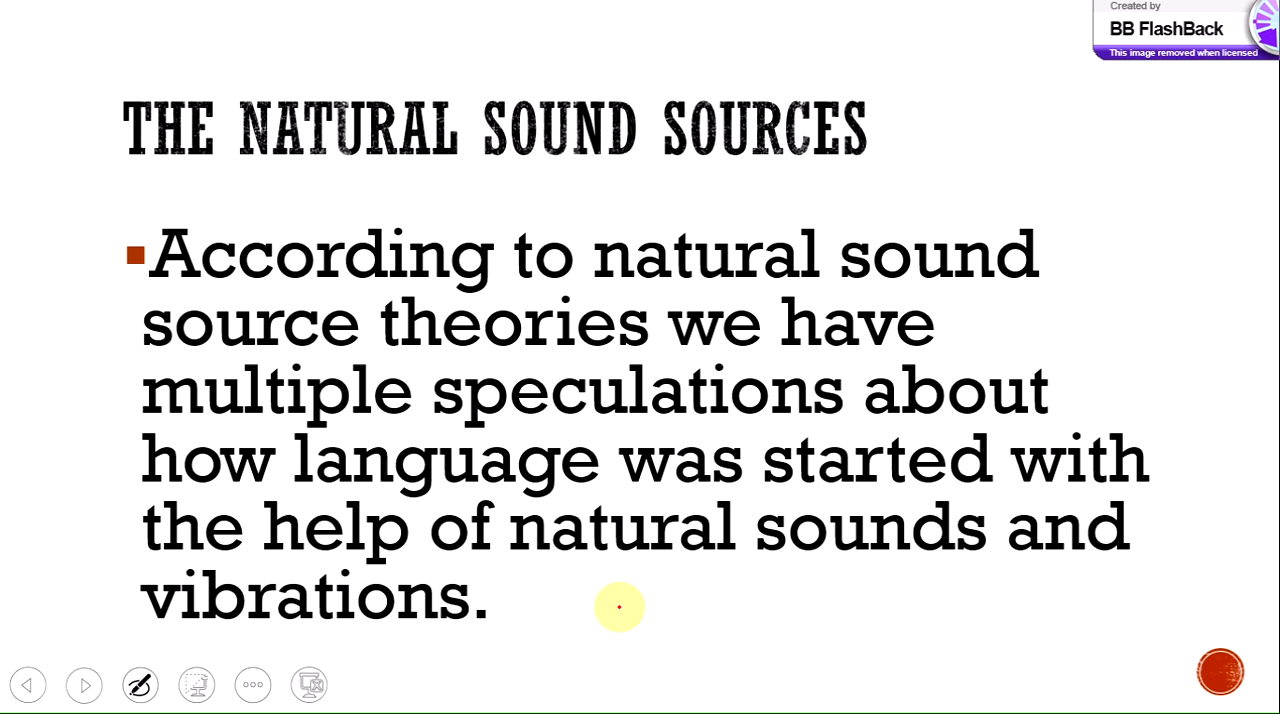 Created by
BB FlashBack
This image removed when licensed
THE NATURAL SOUND SOURCES
According to natural sound
source theories we have
multiple speculations about
how language was started with
the help of natural sounds and
vibrations.